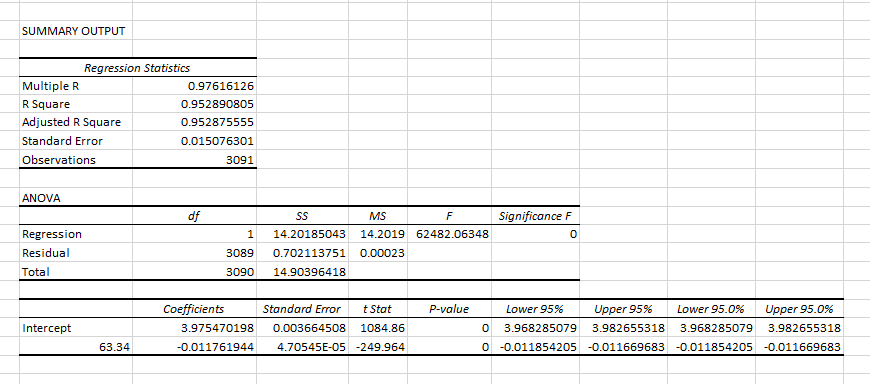 SUMMARY OUTPUT
Regression Statistics
Multiple R 0.97616126
R Square 0.952890805
Adjusted R Square 0.952875555
Standard Error 0.015076301
Observations 3091
ANOVA
df SS MS F Significance F
Regression 1 14.20185043 14.2019 62482.06348 0
Residual 3089 0.702113751 0.00023
Total 3090 14.90396418
Coefficients Standard Error t Stat P-value Lower 95% Upper 95% Lower 95.0% Upper 95.0%
Intercept 3.975470198 0.003664508 1084.86 0 3.968285079 3.982655318 3.968285079 3.982655318
63.34 -0.011761944 4.70545E-05 -249.964 0 -0.011854205 -0.011669683 -0.011854205 -0.011669683